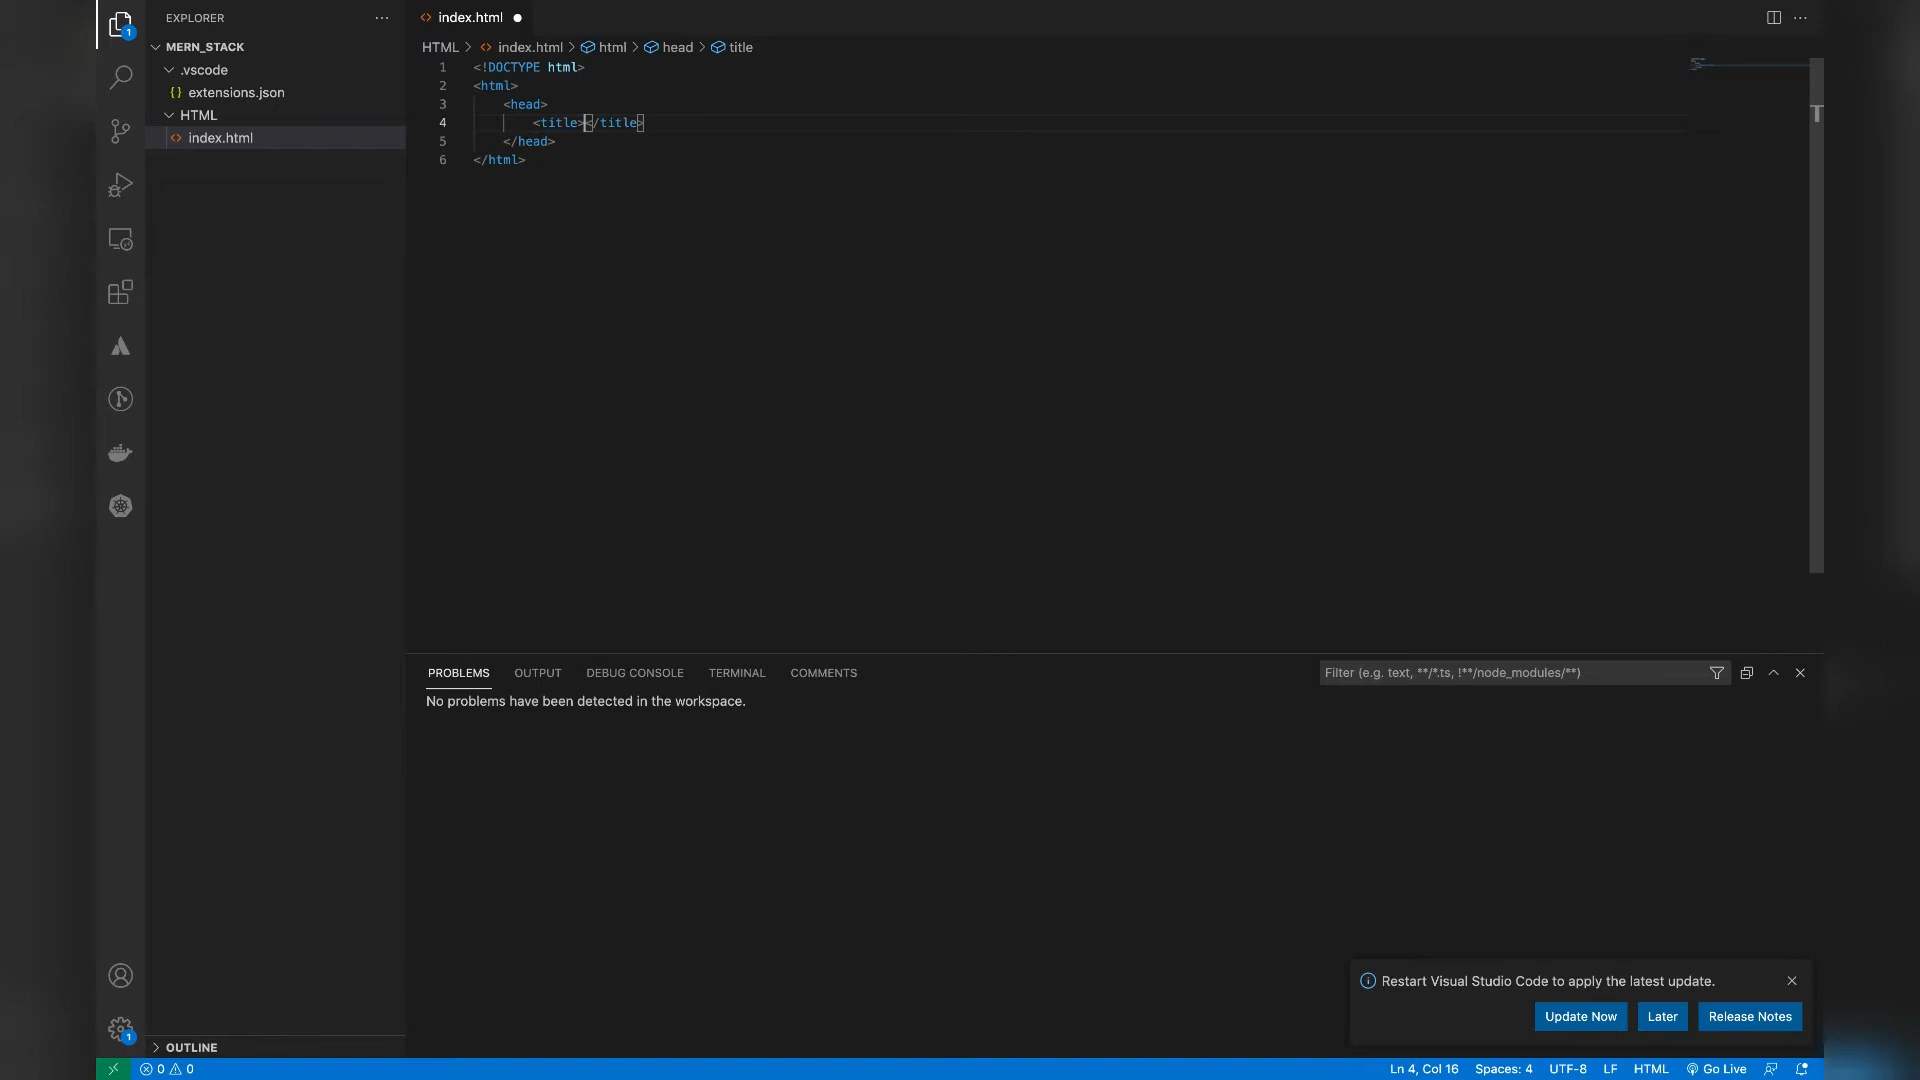 EXPLORER
MERN_STACK
.vscode
{} extensions.json
HTML
<> index.html
OUTLINE
<> index.html
HTML > <> index.html > html > head > title
1 <!DOCTYPE html>
2 <html>
3 <head>
4 <title></title>
5 </head>
6 </html>
PROBLEMS OUTPUT DEBUG CONSOLE TERMINAL COMMENTS
Filter (e.g. text, **/*.ts, !**/node_modules/**)
No problems have been detected in the workspace.
Restart Visual Studio Code to apply the latest update.
Update Now Later Release Notes
1
1
0 0
Ln 4, Col 16 Spaces: 4 UTF-8 LF HTML Go Live